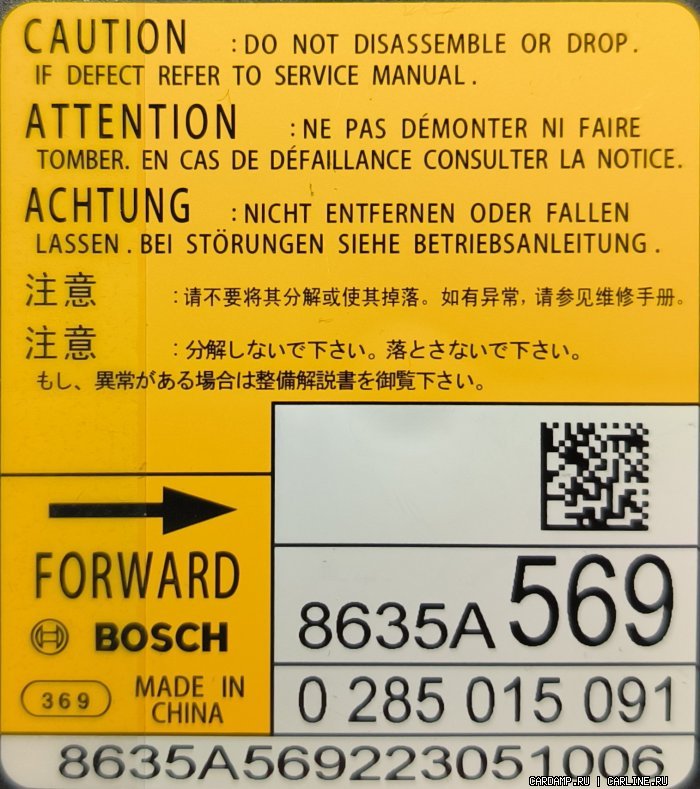 CAUTION :DO NOT DISASSEMBLE OR DROP.
IF DEFECT REFER TO SERVICE MANUAL.
ATTENTION :NE PAS DÉMONTER NI FAIRE
TOMBER. EN CAS DE DÉFAILLANCE CONSULTER LA NOTICE.
ACHTUNG :NICHT ENTFERNEN ODER FALLEN
LASSEN. BEI STÖRUNGEN SIEHE BETRIEBSANLEITUNG.
注意 :请不要将其分解或使其掉落。如有异常,请参见维修手册。
注意 :分解しないで下さい。落とさないで下さい。
もし、異常がある場合は整備解説書を御覧下さい。
FORWARD
BOSCH
369
MADE IN
CHINA
8635A569
0 285 015 091
8635A569223051006
CARDAMP.RU | CARLINE.RU